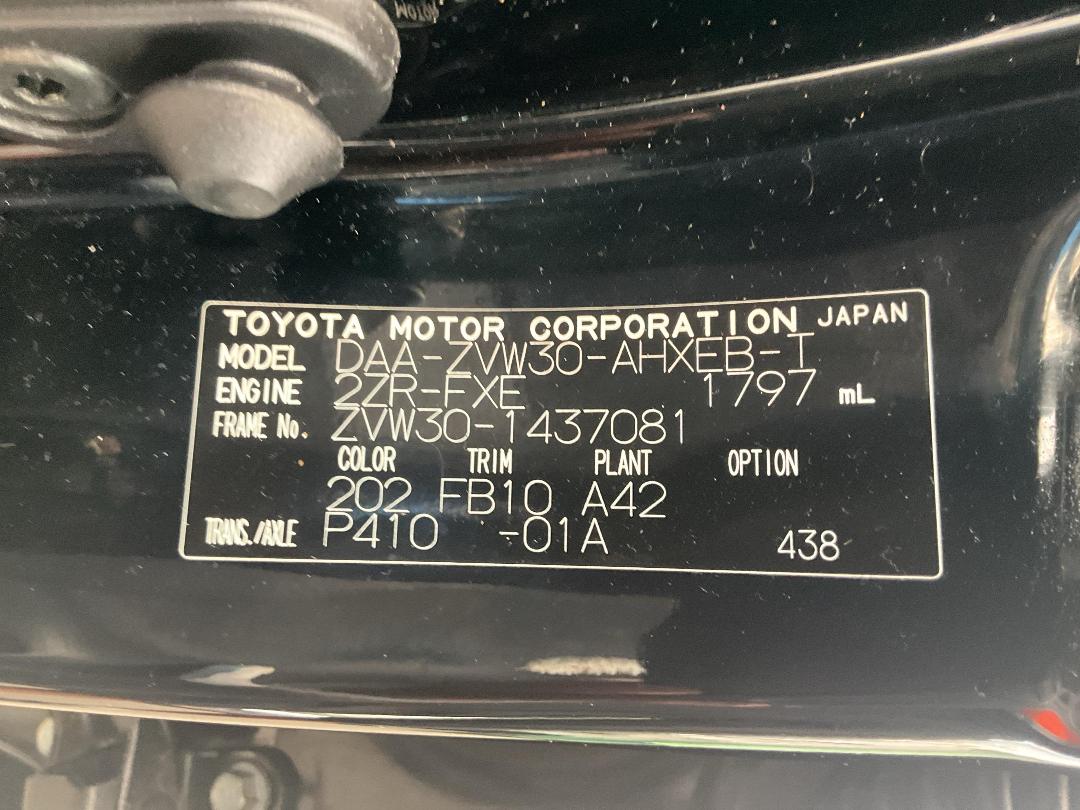 TOYOTA MOTOR CORPORATION JAPAN
MODEL DAA-ZVW30-AHXEB-T
ENGINE 2ZR-FXE 1797 mL
FRAME No. ZVW30-1437081
COLOR TRIM PLANT OPTION
202 FB10 A42
TRANS./AXLE P410 -01A 438